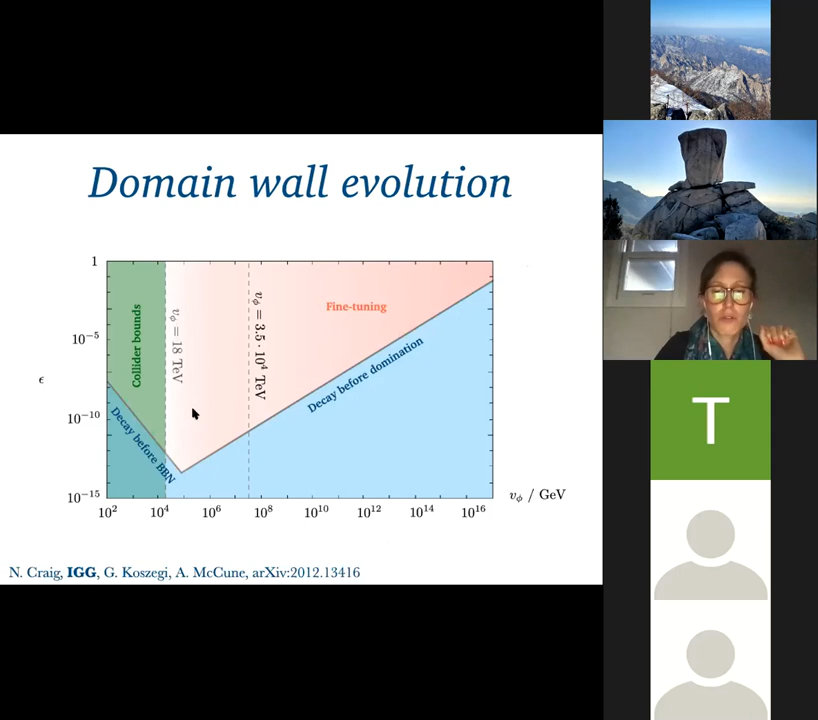 Domain wall evolution
1
10⁻⁵
10⁻¹⁰
10⁻¹⁵
ϵ
Collider bounds
v_ϕ = 18 TeV
v_ϕ = 3.5 · 10⁴ TeV
Fine-tuning
Decay before domination
Decay before BBN
10² 10⁴ 10⁶ 10⁸ 10¹⁰ 10¹² 10¹⁴ 10¹⁶
v_ϕ / GeV
N. Craig, IGG, G. Koszegi, A. McCune, arXiv:2012.13416
T